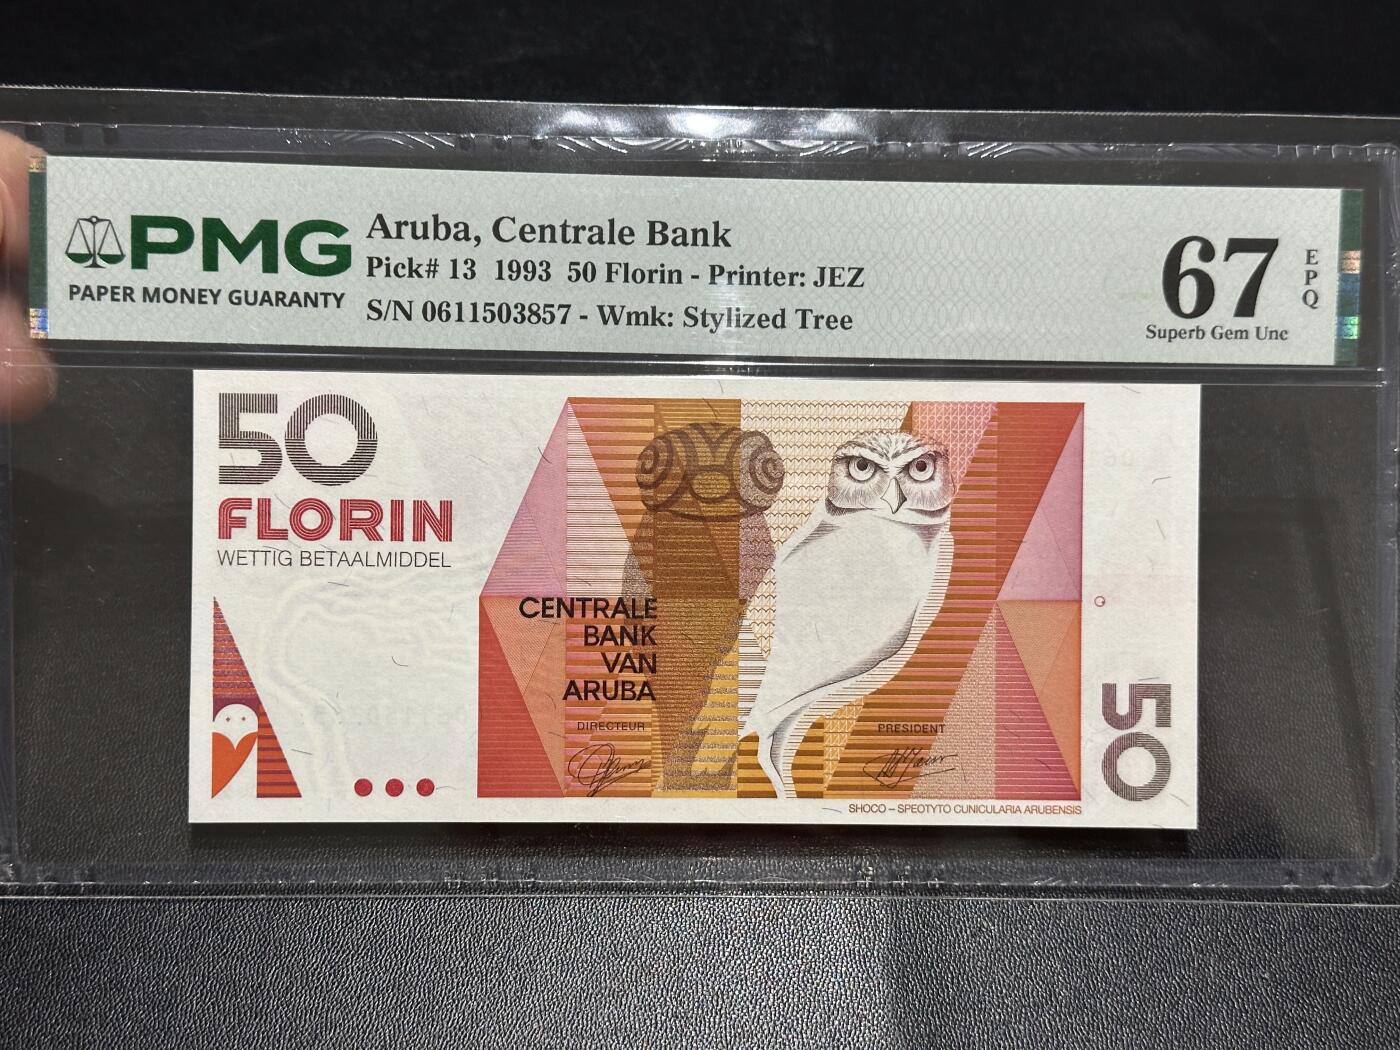 PMG
PAPER MONEY GUARANTY
Aruba, Centrale Bank
Pick# 13 1993 50 Florin - Printer: JEZ
S/N 0611503857 - Wmk: Stylized Tree
67
EPQ
Superb Gem Unc
50
FLORIN
WETTIG BETAALMIDDEL
CENTRALE
BANK
VAN
ARUBA
DIRECTEUR
PRESIDENT
50
SHOCO – SPEOTYTO CUNICULARIA ARUBENSIS